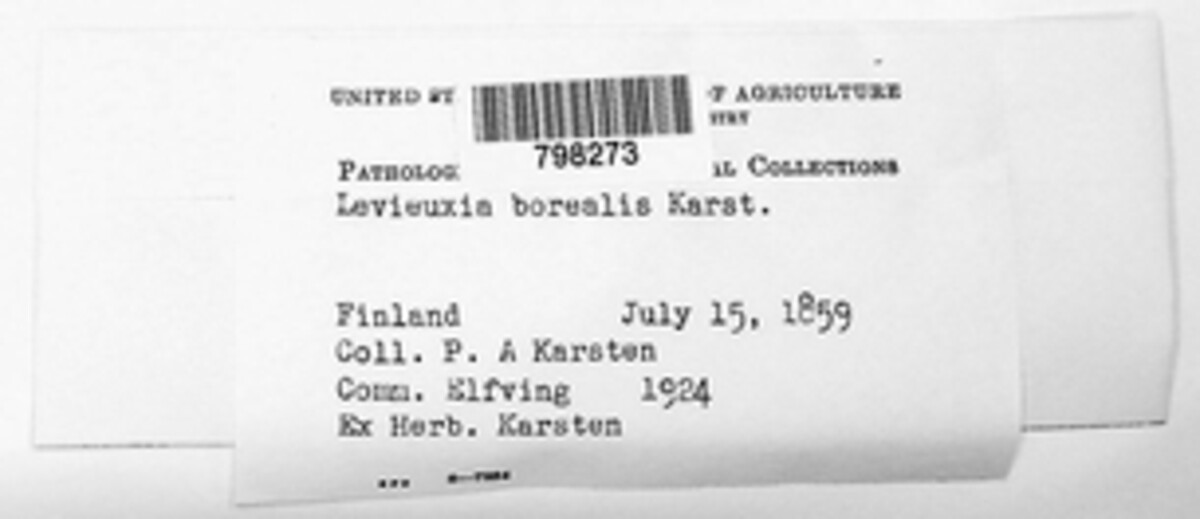 UNITED ST F AGRICULTURE
798273
PATHOLOG AL COLLECTIONS
Levieuxia borealis Karst.
Finland July 15, 1859
Coll. P. A Karsten
Comm. Elfving 1924
Ex Herb. Karsten